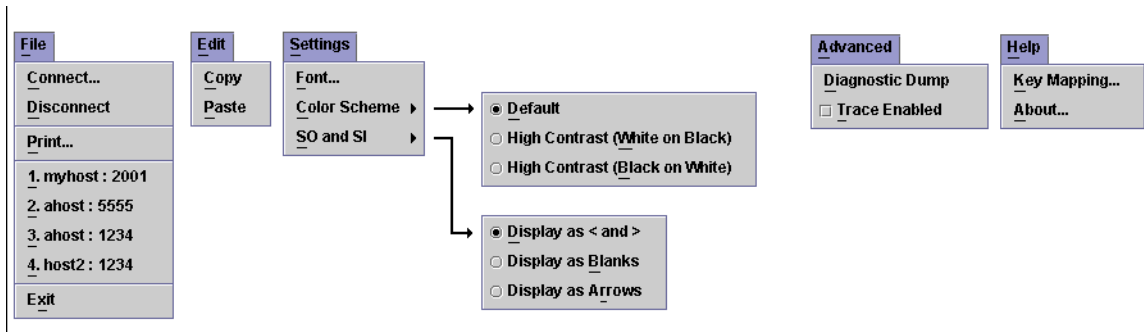 File
Connect...
Disconnect
Print...
1. myhost : 2001
2. ahost : 5555
3. ahost : 1234
4. host2 : 1234
Exit
Edit
Copy
Paste
Settings
Font...
Color Scheme
SO and SI
Default
High Contrast (White on Black)
High Contrast (Black on White)
Display as < and >
Display as Blanks
Display as Arrows
Advanced
Diagnostic Dump
Trace Enabled
Help
Key Mapping...
About...